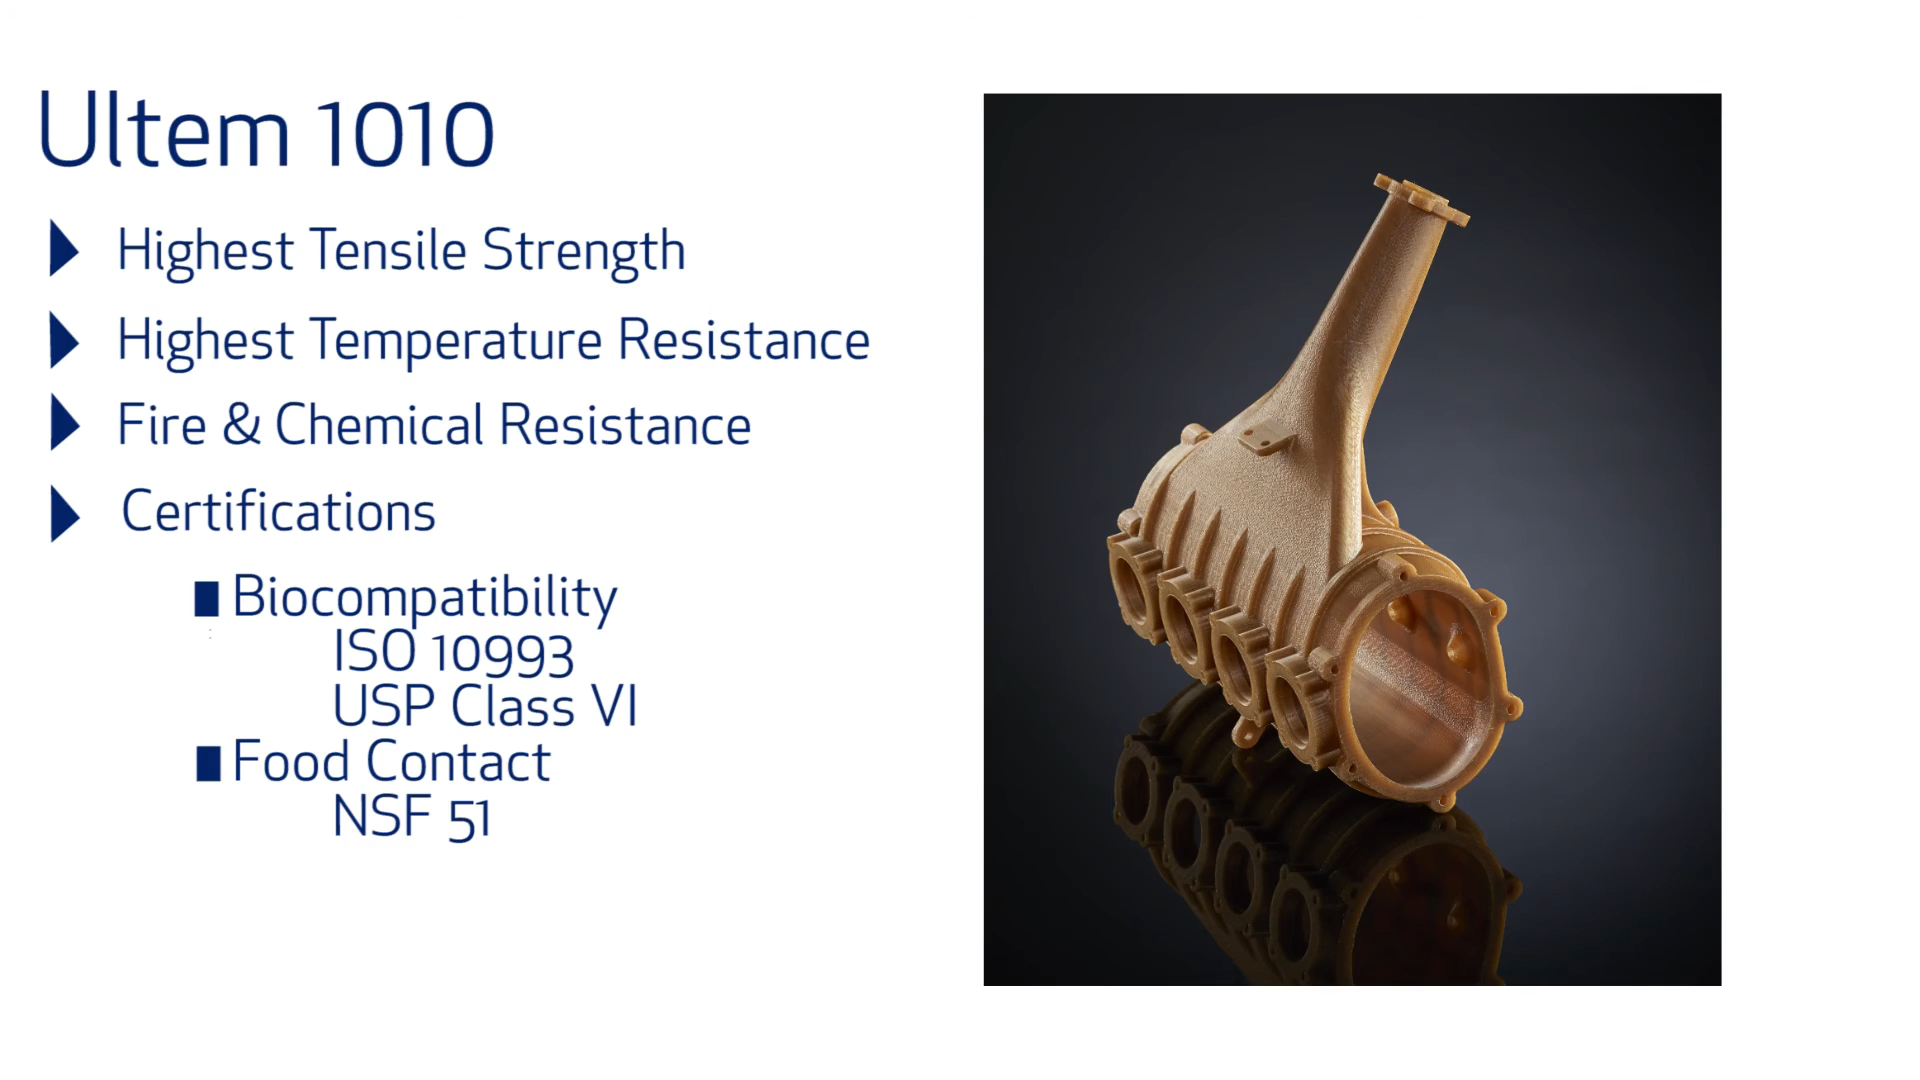 Ultem 1010
Highest Tensile Strength
Highest Temperature Resistance
Fire & Chemical Resistance
Certifications
Biocompatibility
ISO 10993
USP Class VI
Food Contact
NSF 51